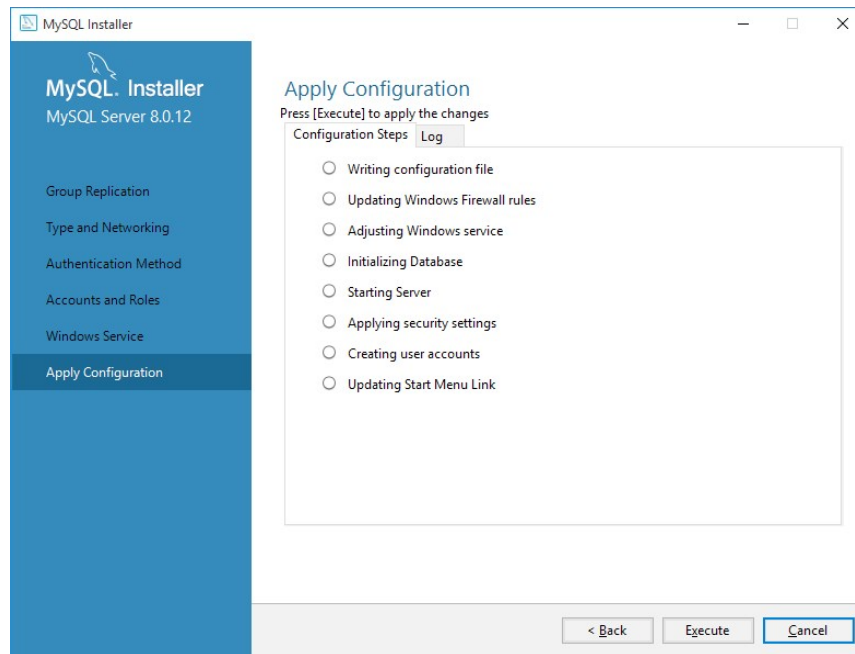 MySQL Installer
MySQL. Installer
MySQL Server 8.0.12
Group Replication
Type and Networking
Authentication Method
Accounts and Roles
Windows Service
Apply Configuration
Apply Configuration
Press [Execute] to apply the changes
Configuration Steps Log
Writing configuration file
Updating Windows Firewall rules
Adjusting Windows service
Initializing Database
Starting Server
Applying security settings
Creating user accounts
Updating Start Menu Link
< Back Execute Cancel